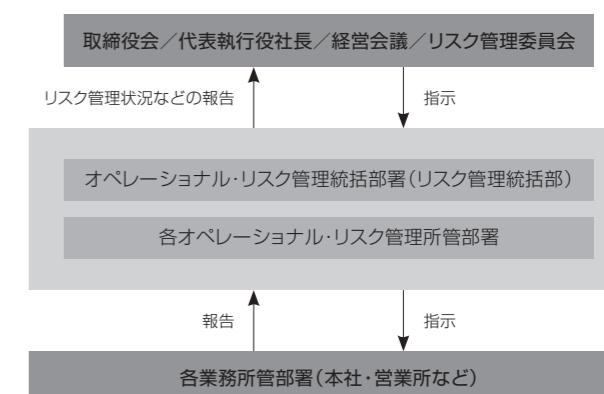 取締役会／代表執行役社長／経営会議／リスク管理委員会
リスク管理状況などの報告
指示
オペレーショナル・リスク管理統括部署（リスク管理統括部）
各オペレーショナル・リスク管理所管部署
報告
指示
各業務所管部署（本社・営業所など）